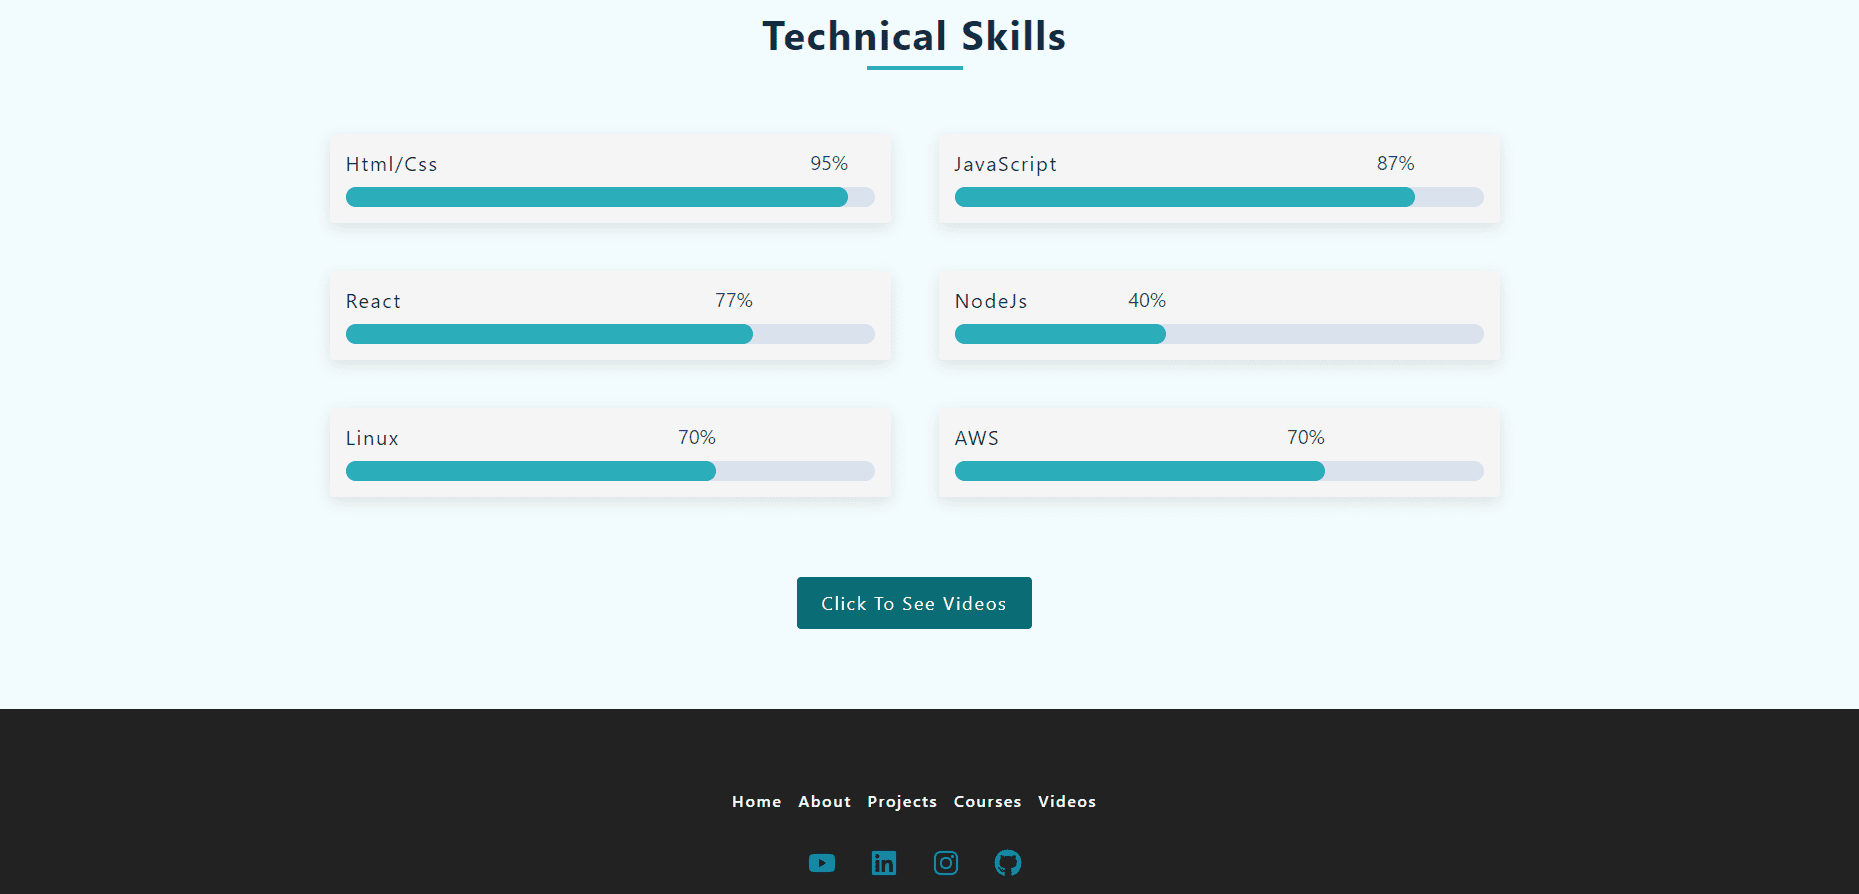 Technical Skills
Html/Css 95%
JavaScript 87%
React 77%
NodeJs 40%
Linux 70%
AWS 70%
Click To See Videos
Home About Projects Courses Videos
in